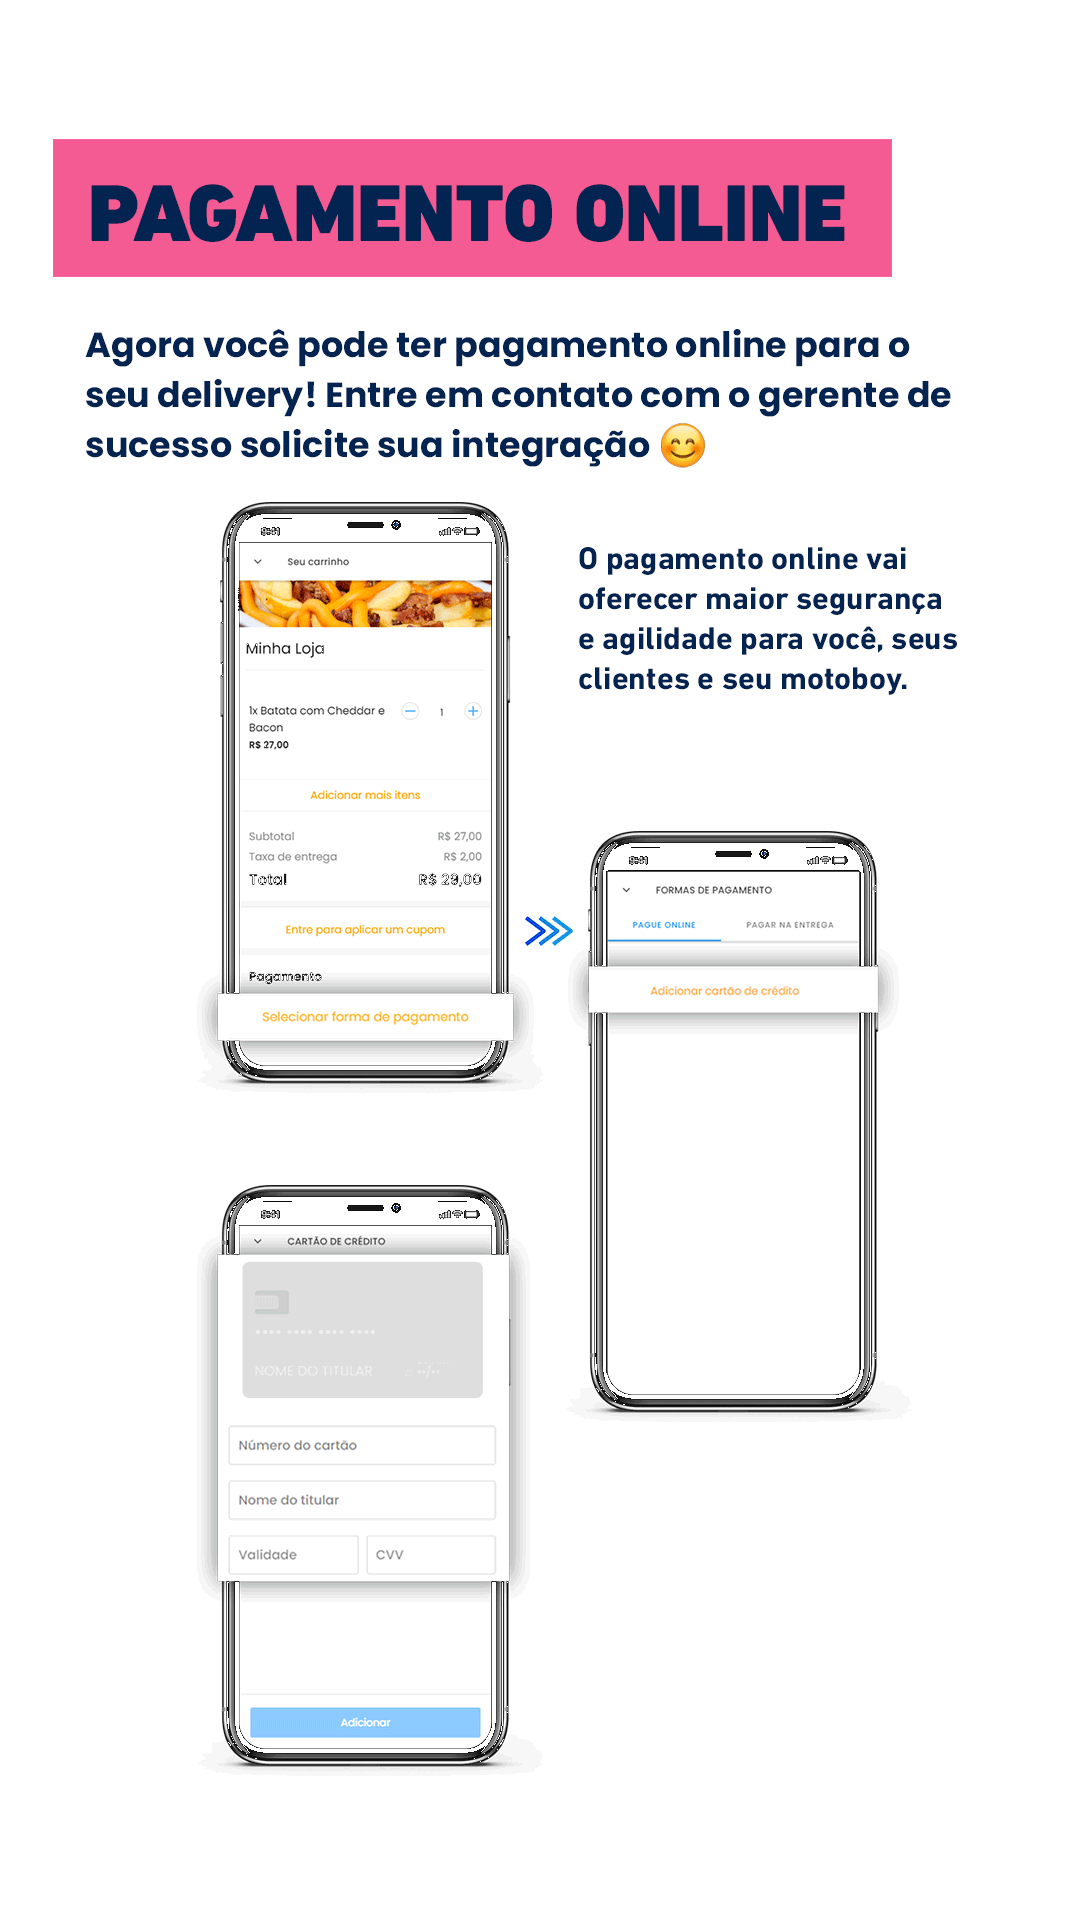 PAGAMENTO ONLINE
Agora você pode ter pagamento online para o
seu delivery! Entre em contato com o gerente de
sucesso solicite sua integração 😊
9:41
Seu carrinho
Minha Loja
1x Batata com Cheddar e
Bacon
R$ 27,00
1
Adicionar mais itens
Subtotal R$ 27,00
Taxa de entrega R$ 2,00
Total R$ 29,00
Entre para aplicar um cupom
Pagamento
Selecionar forma de pagamento
O pagamento online vai
oferecer maior segurança
e agilidade para você, seus
clientes e seu motoboy.
9:41
FORMAS DE PAGAMENTO
PAGUE ONLINE PAGAR NA ENTREGA
Adicionar cartão de crédito
9:41
CARTÃO DE CRÉDITO
•••• •••• •••• ••••
NOME DO TITULAR ••/••
Número do cartão
Nome do titular
Validade CVV
Adicionar